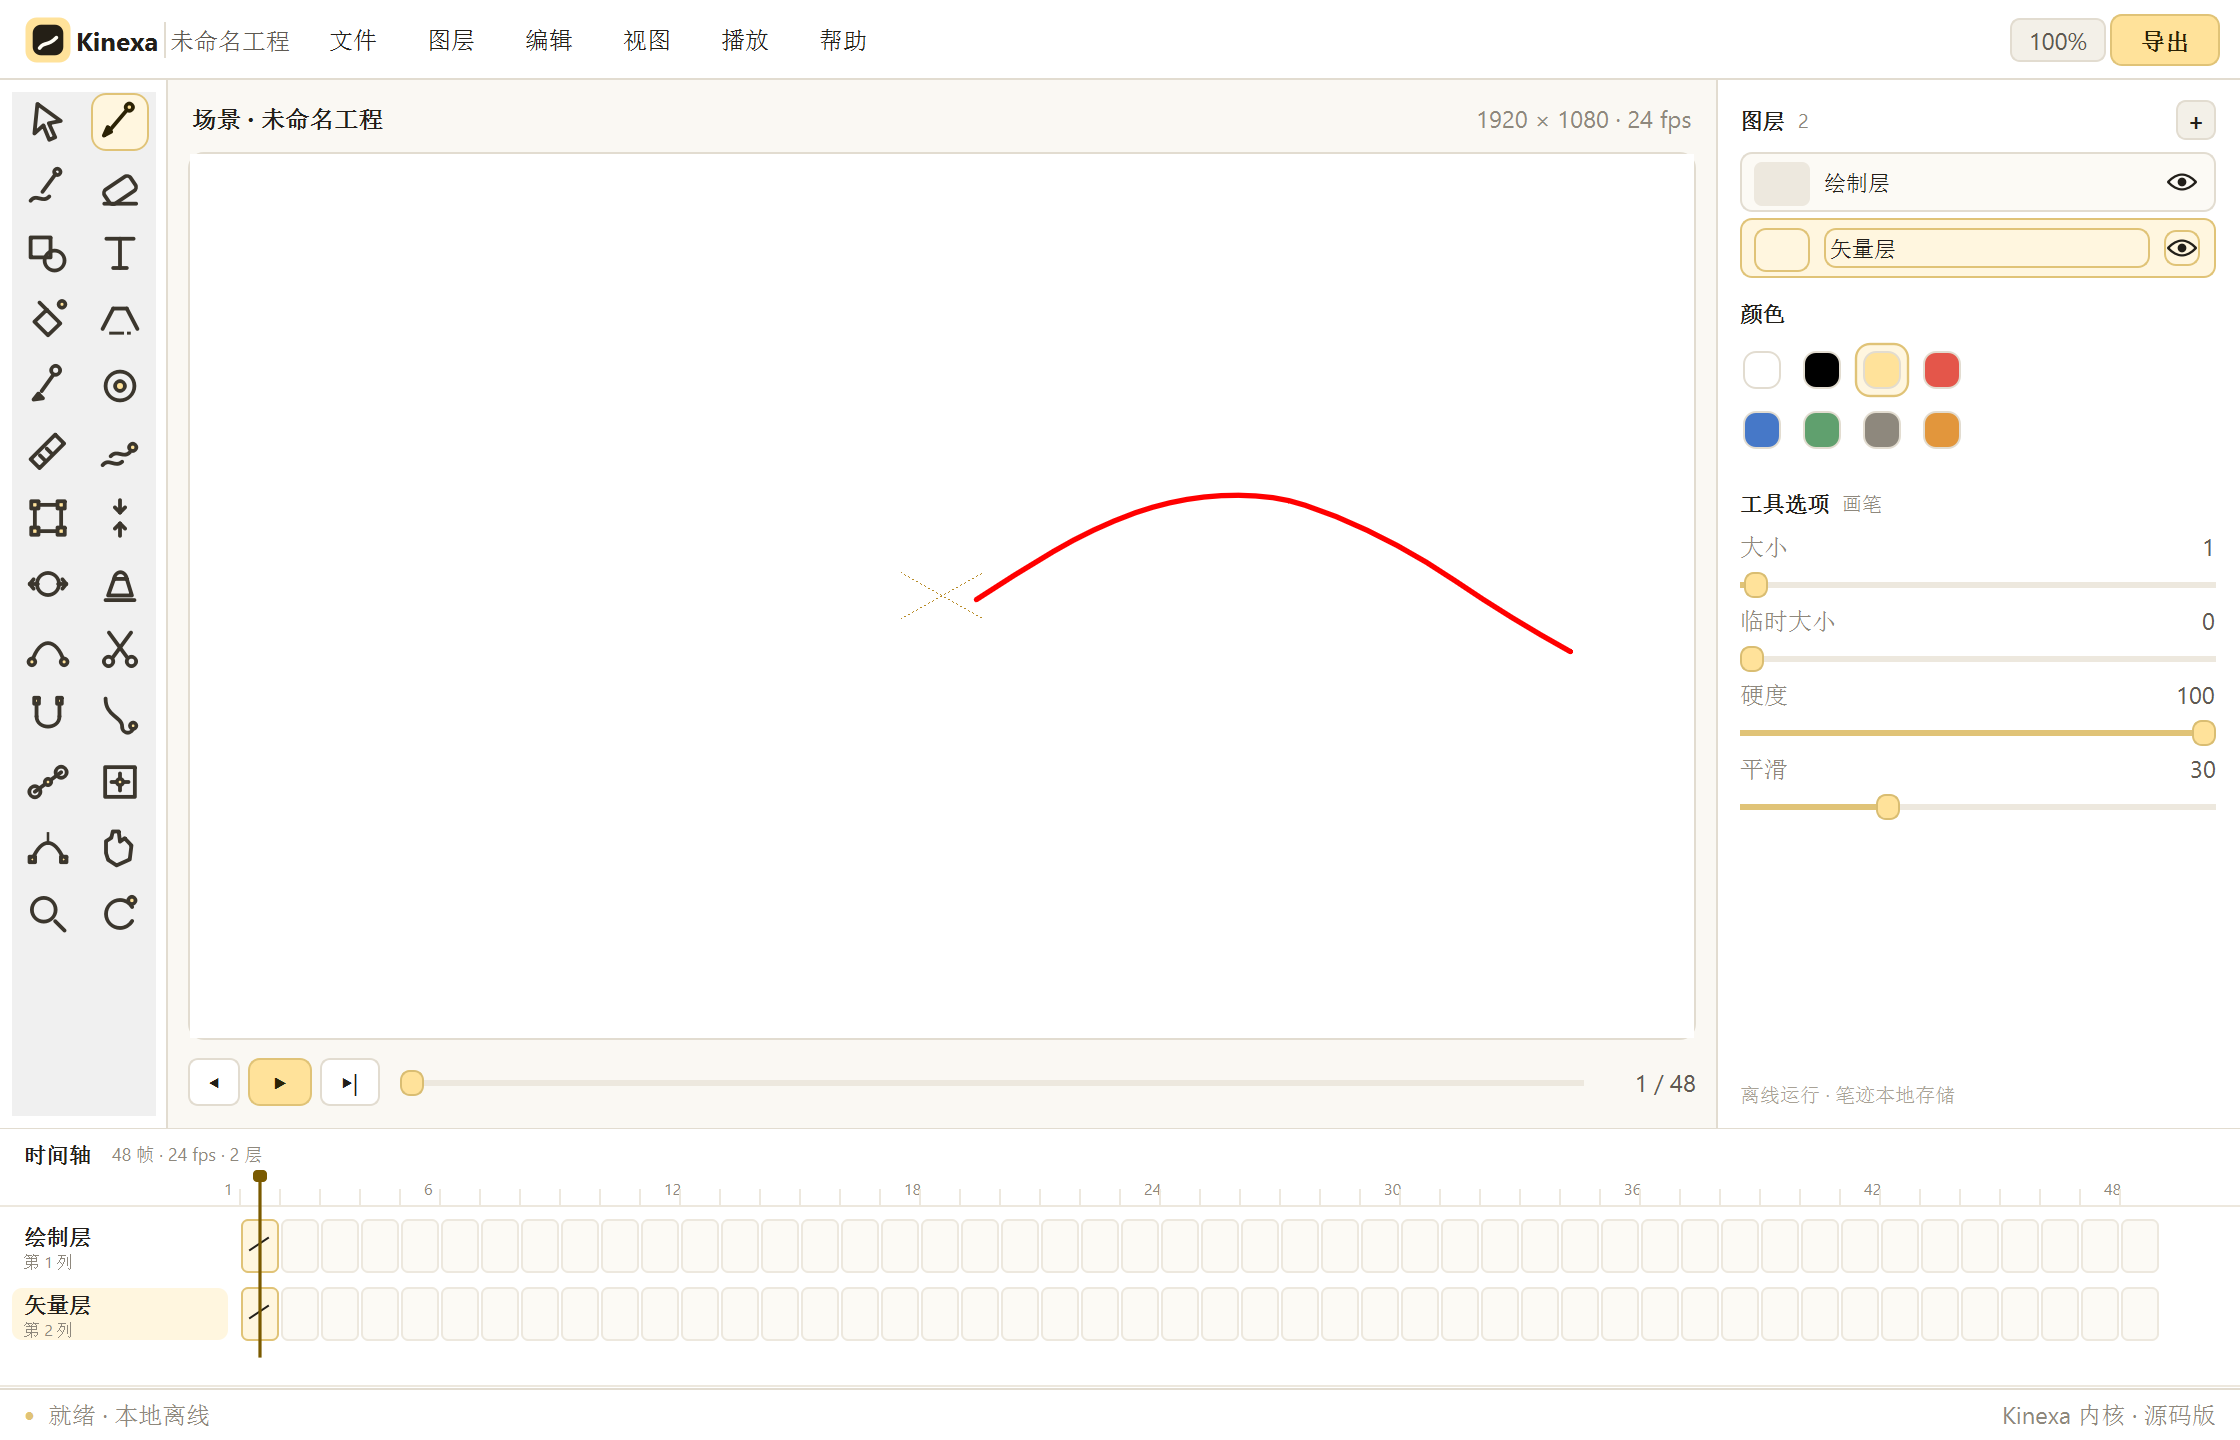 Kinexa 未命名工程 文件 图层 编辑 视图 播放 帮助 100% 导出
场景 · 未命名工程 1920 × 1080 · 24 fps
图层 2 +
绘制层
矢量层
颜色
工具选项 画笔
大小 1
临时大小 0
硬度 100
平滑 30
1 / 48
离线运行 · 笔迹本地存储
时间轴 48 帧 · 24 fps · 2 层
1 6 12 18 24 30 36 42 48
绘制层
第 1 列
矢量层
第 2 列
就绪 · 本地离线 Kinexa 内核 · 源码版